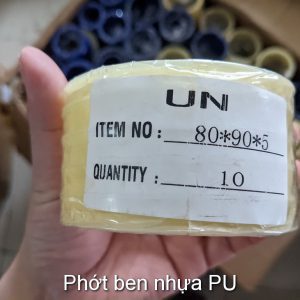 UN
ITEM NO : 80*90*5
QUANTITY : 10
Phớt ben nhựa PU